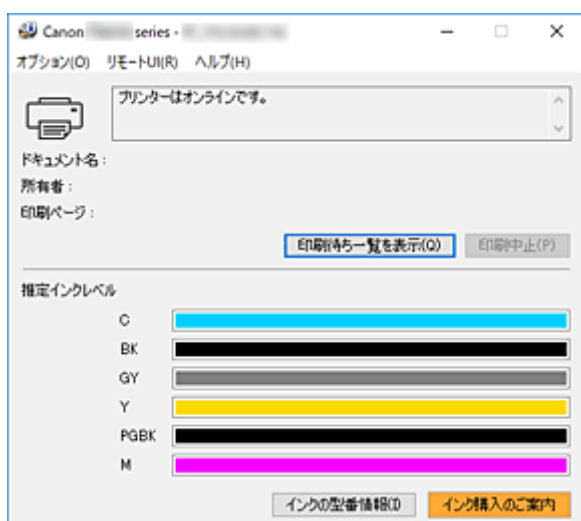 Canon series -
オプション(O) リモートUI(R) ヘルプ(H)
プリンターはオンラインです。
ドキュメント名：
所有者：
印刷ページ：
印刷待ち一覧を表示(Q) 印刷中止(P)
推定インクレベル
C
BK
GY
Y
PGBK
M
インクの型番情報(I) インク購入のご案内